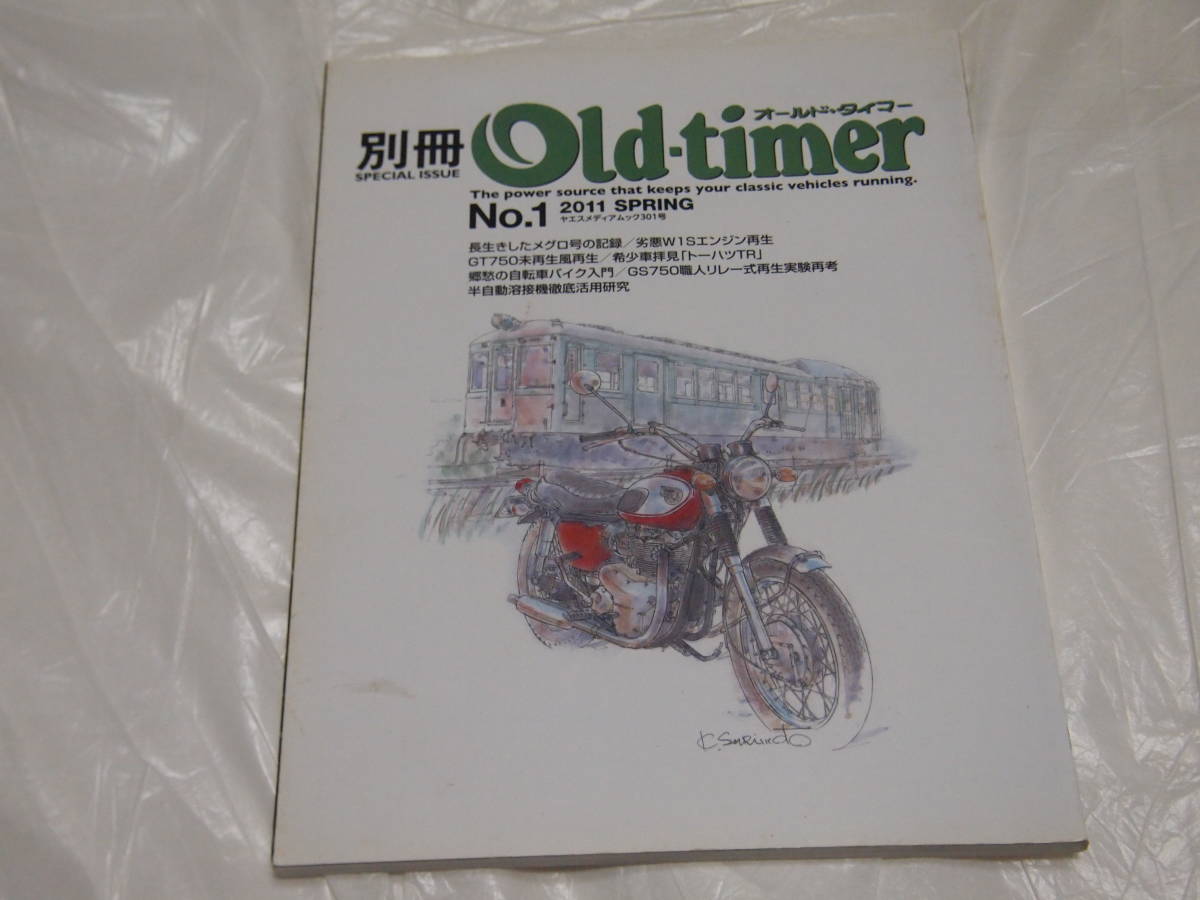 オールド・タイマー
別冊 Old-timer
SPECIAL ISSUE
The power source that keeps your classic vehicles running.
No.1 2011 SPRING
ヤエスメディアムック301号
長生きしたメグロ号の記録／劣悪W1Sエンジン再生
GT750未再生風再生／希少車拝見「トーハツTR」
郷愁の自転車バイク入門／GS750職人リレー式再生実験再考
半自動溶接機徹底活用研究